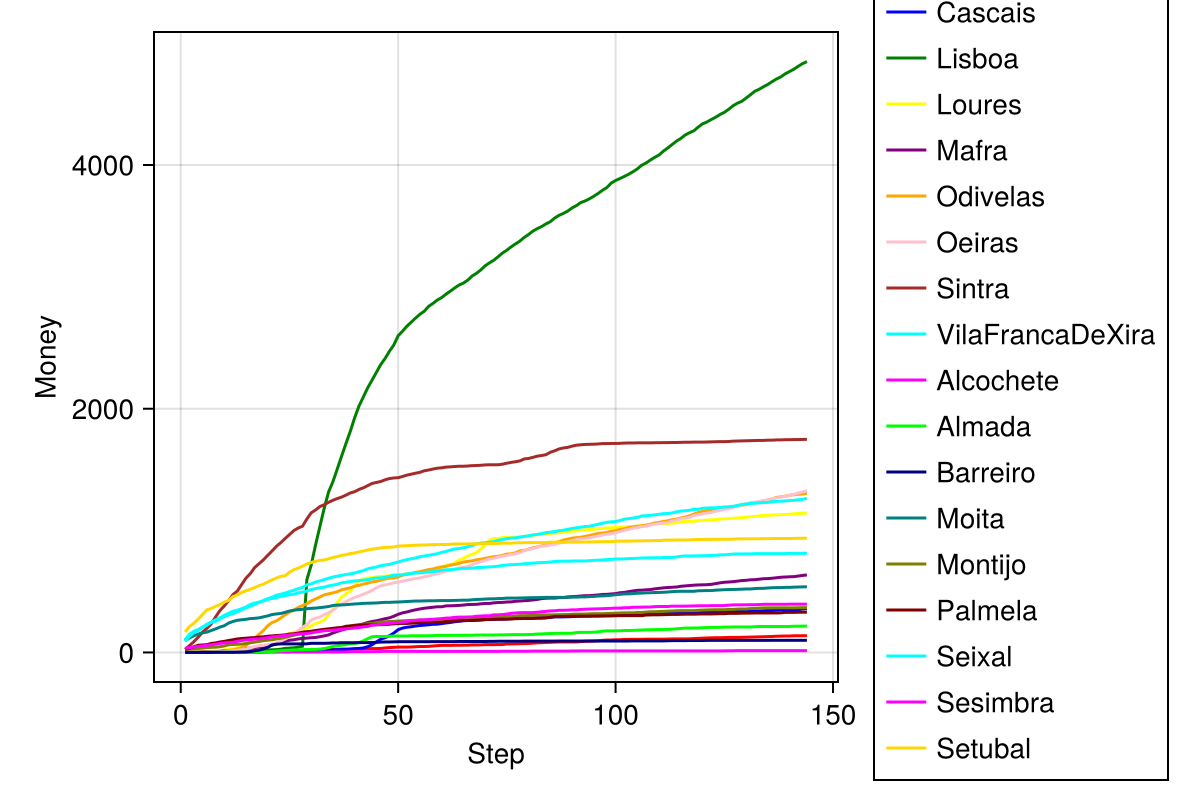 Cascais
Lisboa
Loures
Mafra
Odivelas
Oeiras
Sintra
VilaFrancaDeXira
Alcochete
Almada
Barreiro
Moita
Montijo
Palmela
Seixal
Sesimbra
Setubal
Money
4000
2000
0
0 50 100 150
Step